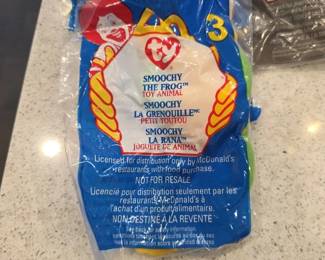 3
ty
SMOOCHY
THE FROG™
TOY ANIMAL
SMOOCHY
LA GRENOUILLE™
PETIT TOUTOU
SMOOCHY
LA RANA™
JUGUETE DE ANIMAL
Licensed for distribution only by McDonald's
restaurants with food purchase.
NOT FOR RESALE
Licencié pour distribution seulement par les
restaurants McDonald's à
l'achat d'un produit alimentaire.
NON-DESTINÉ À LA REVENTE